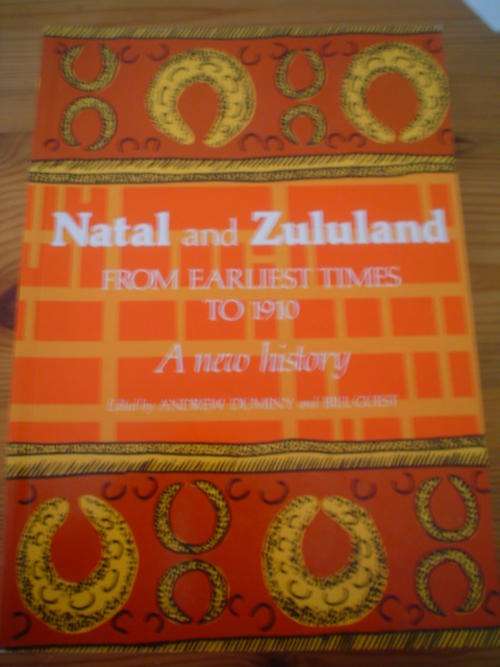 Natal and Zululand
FROM EARLIEST TIMES
TO 1910
A new history
Edited by ANDREW DUMINY and BILL GUEST